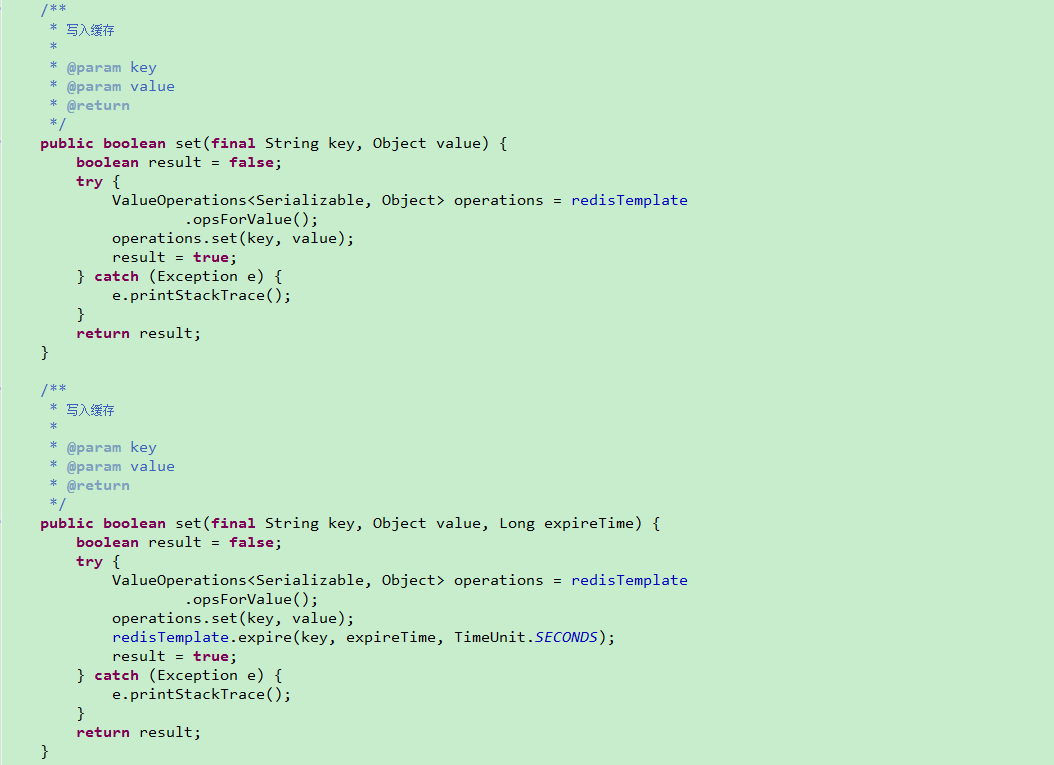 /**
 * 写入缓存
 *
 * @param key
 * @param value
 * @return
 */
public boolean set(final String key, Object value) {
    boolean result = false;
    try {
        ValueOperations<Serializable, Object> operations = redisTemplate
                .opsForValue();
        operations.set(key, value);
        result = true;
    } catch (Exception e) {
        e.printStackTrace();
    }
    return result;
}

/**
 * 写入缓存
 *
 * @param key
 * @param value
 * @return
 */
public boolean set(final String key, Object value, Long expireTime) {
    boolean result = false;
    try {
        ValueOperations<Serializable, Object> operations = redisTemplate
                .opsForValue();
        operations.set(key, value);
        redisTemplate.expire(key, expireTime, TimeUnit.SECONDS);
        result = true;
    } catch (Exception e) {
        e.printStackTrace();
    }
    return result;
}